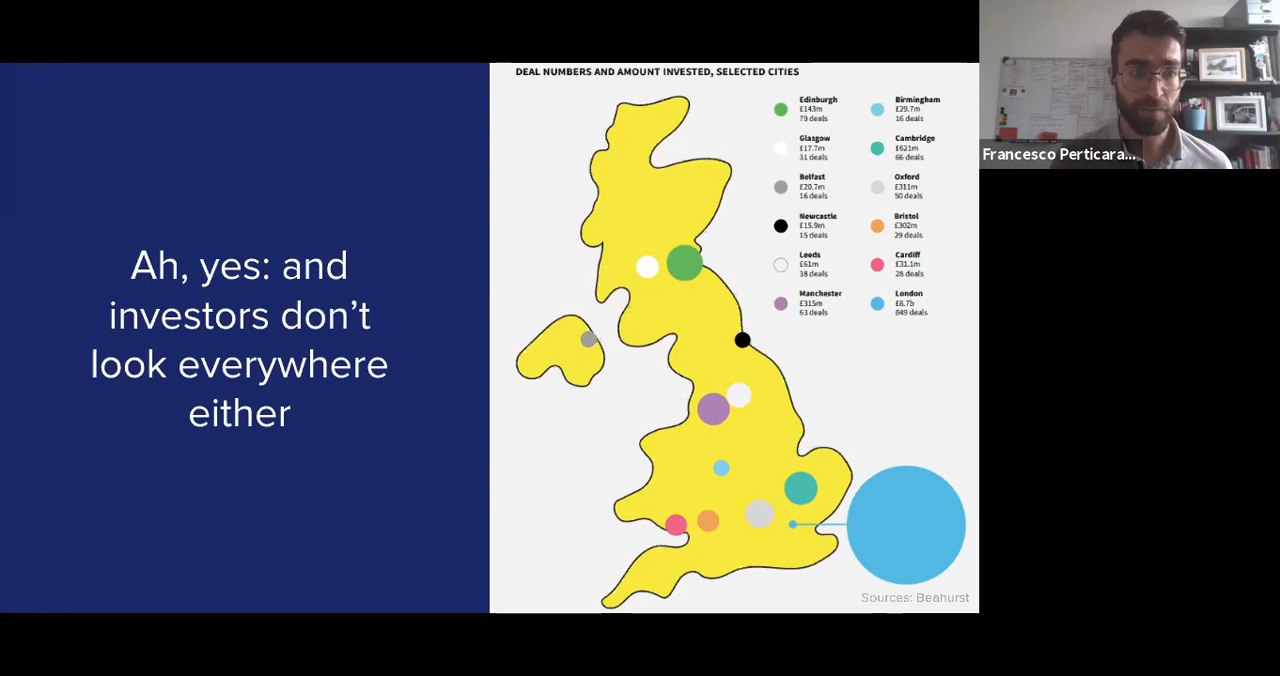 Ah, yes: and
investors don’t
look everywhere
either
DEAL NUMBERS AND AMOUNT INVESTED, SELECTED CITIES
Edinburgh
£143m
79 deals
Glasgow
£17.7m
31 deals
Belfast
£20.7m
16 deals
Newcastle
£15.9m
15 deals
Leeds
£61m
38 deals
Manchester
£315m
63 deals
Birmingham
£29.7m
16 deals
Cambridge
£621m
66 deals
Oxford
£311m
50 deals
Bristol
£302m
29 deals
Cardiff
£31.1m
28 deals
London
849 deals
Sources: Beahurst
Francesco Perticara...